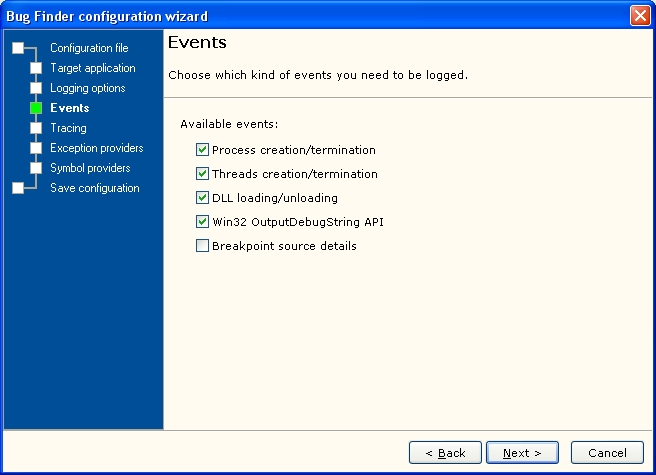 Bug Finder configuration wizard
Configuration file
Target application
Logging options
Events
Tracing
Exception providers
Symbol providers
Save configuration
Events
Choose which kind of events you need to be logged.
Available events:
Process creation/termination
Threads creation/termination
DLL loading/unloading
Win32 OutputDebugString API
Breakpoint source details
< Back
Next >
Cancel